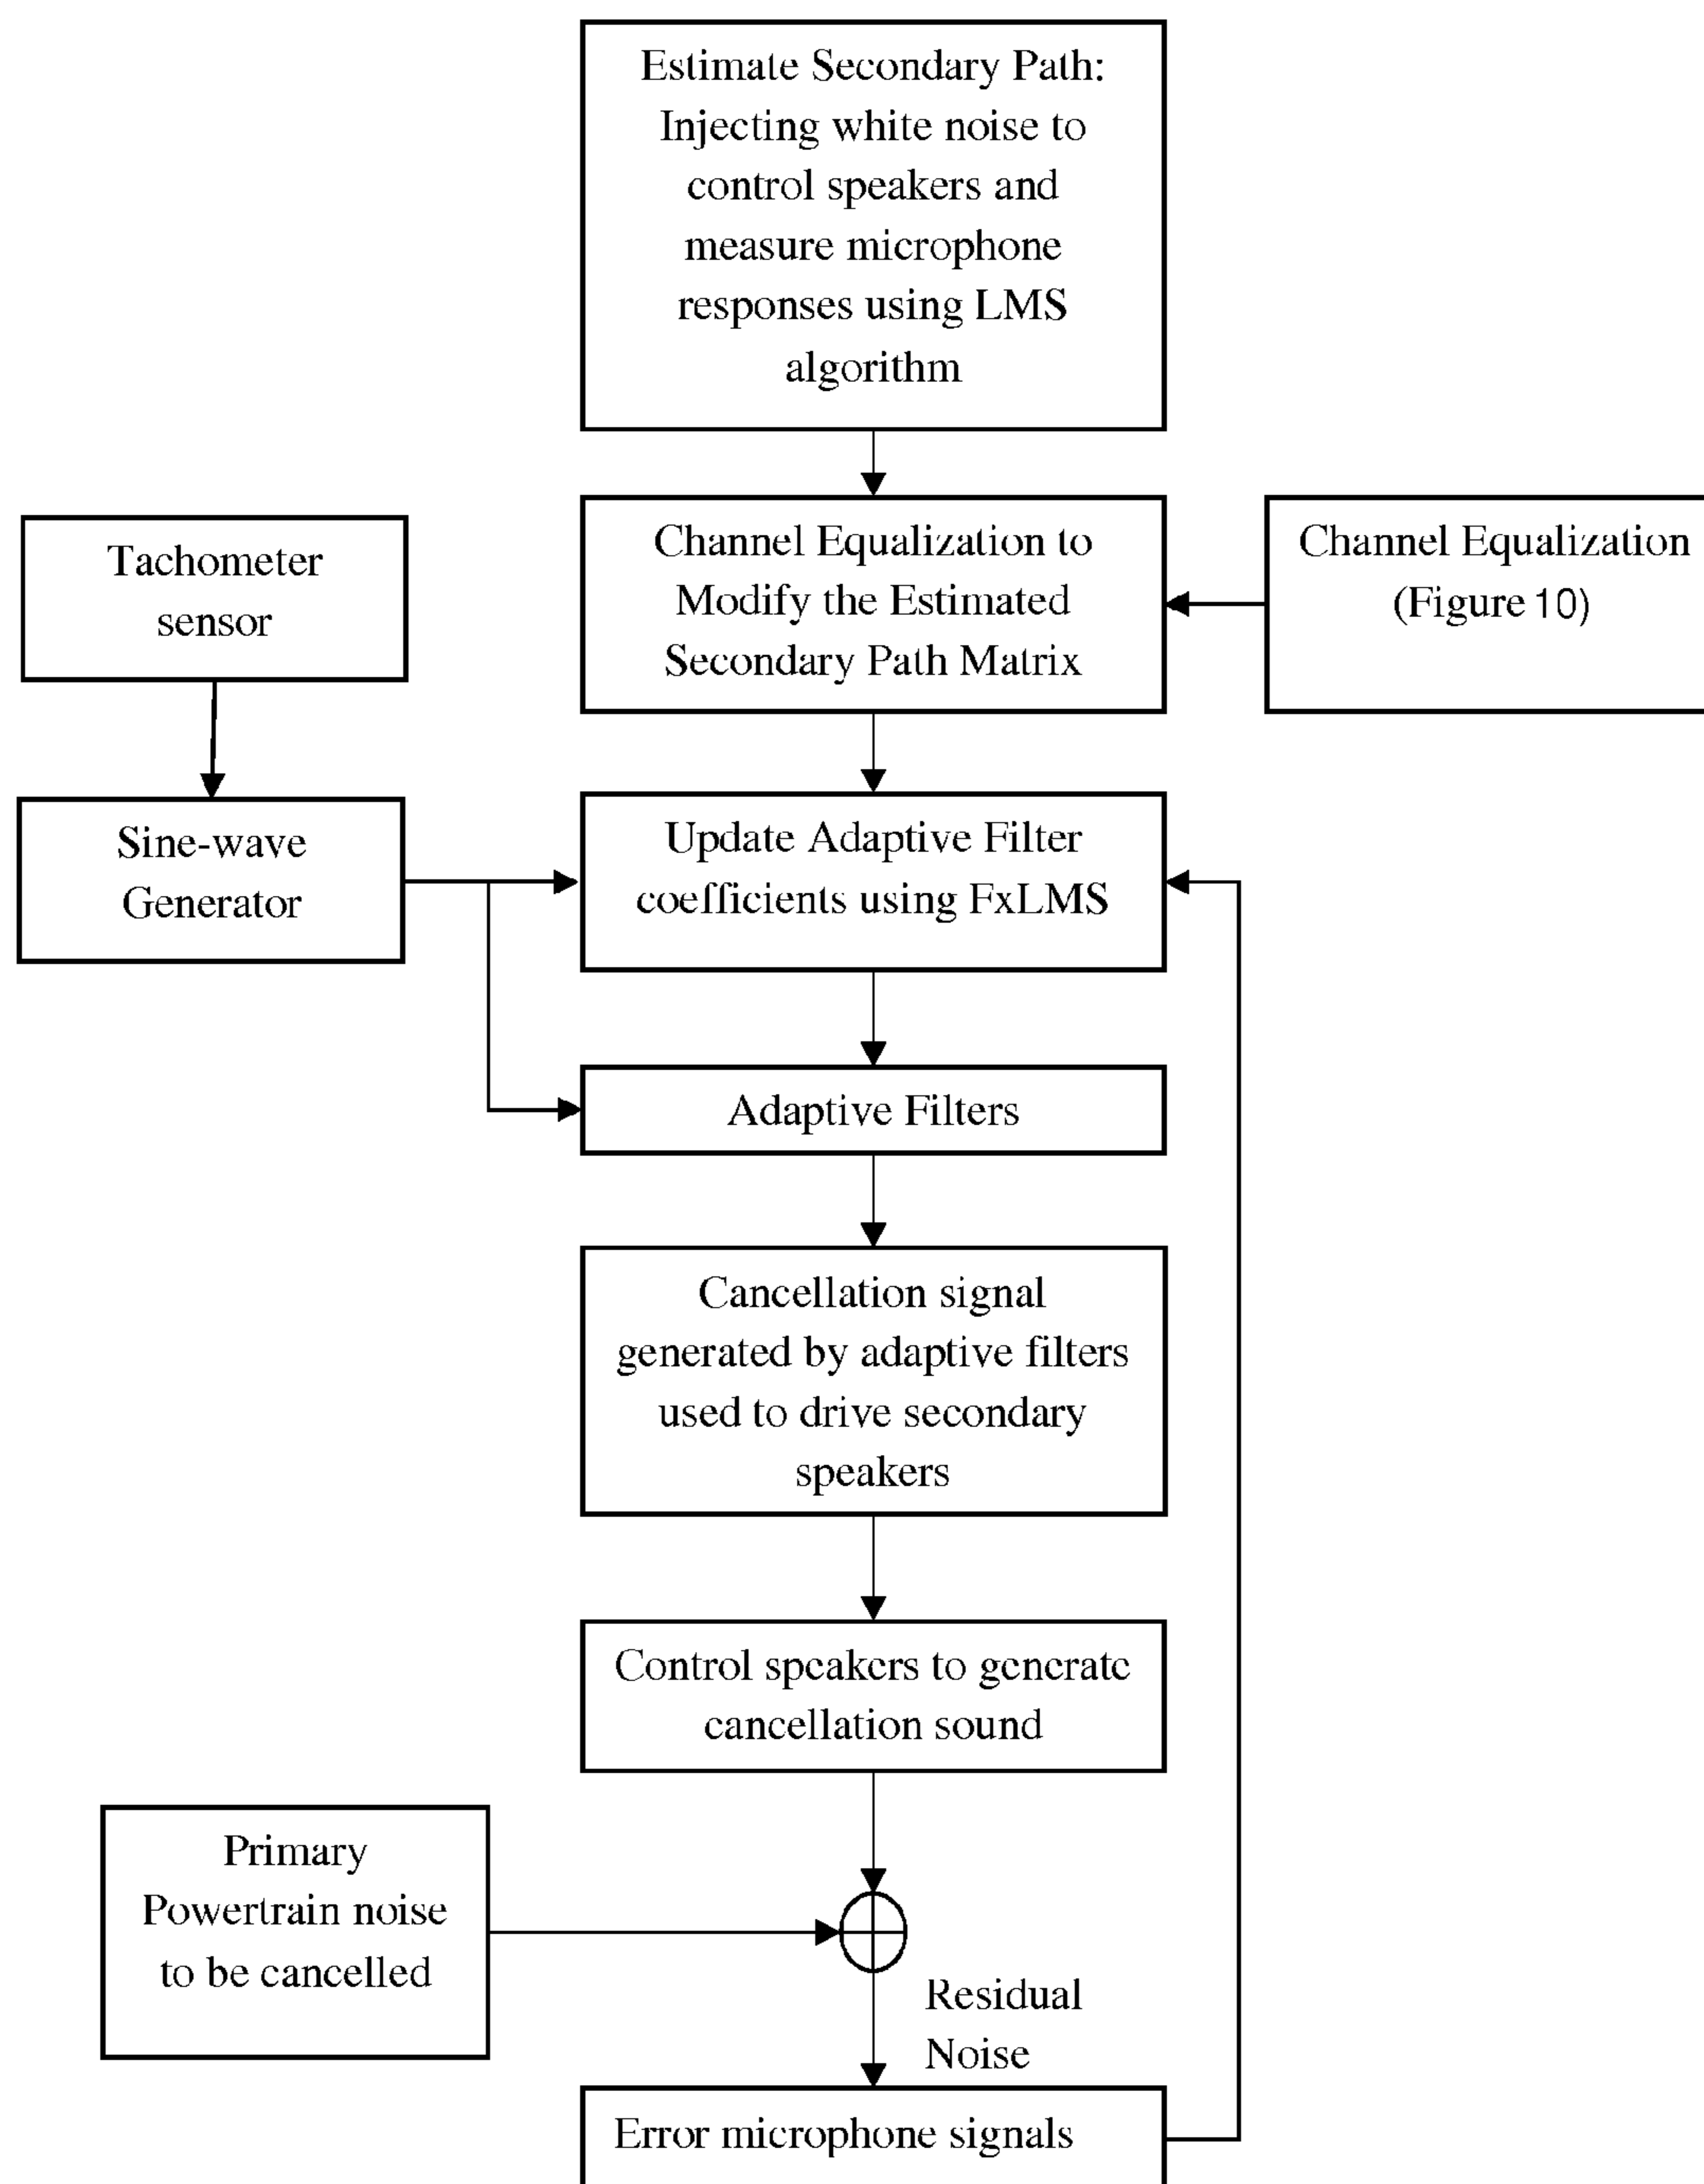 Estimate Secondary Path:
Injecting white noise to
control speakers and
measure microphone
responses using LMS
algorithm
Tachometer
sensor
Channel Equalization to
Modify the Estimated
Secondary Path Matrix
Channel Equalization
(Figure 10)
Sine-wave
Generator
Update Adaptive Filter
coefficients using FxLMS
Adaptive Filters
Cancellation signal
generated by adaptive filters
used to drive secondary
speakers
Control speakers to generate
cancellation sound
Primary
Powertrain noise
to be cancelled
Residual
Noise
Error microphone signals